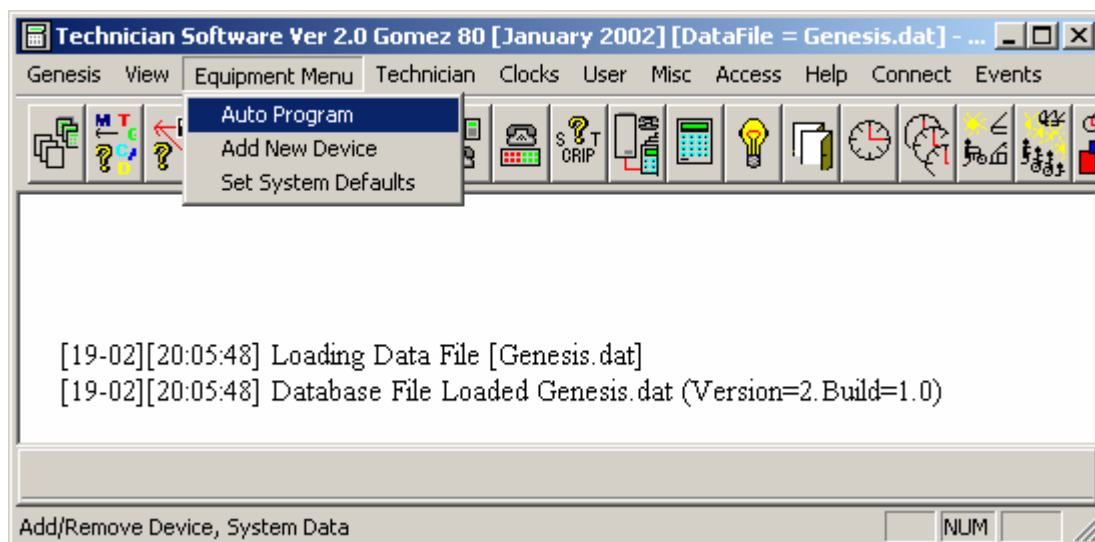 Technician Software Ver 2.0 Gomez 80 [January 2002] [DataFile = Genesis.dat] - ...
Genesis View Equipment Menu Technician Clocks User Misc Access Help Connect Events
Auto Program
Add New Device
Set System Defaults
M T G C D
S T
CRIP
[19-02][20:05:48] Loading Data File [Genesis.dat]
[19-02][20:05:48] Database File Loaded Genesis.dat (Version=2.Build=1.0)
Add/Remove Device, System Data
NUM